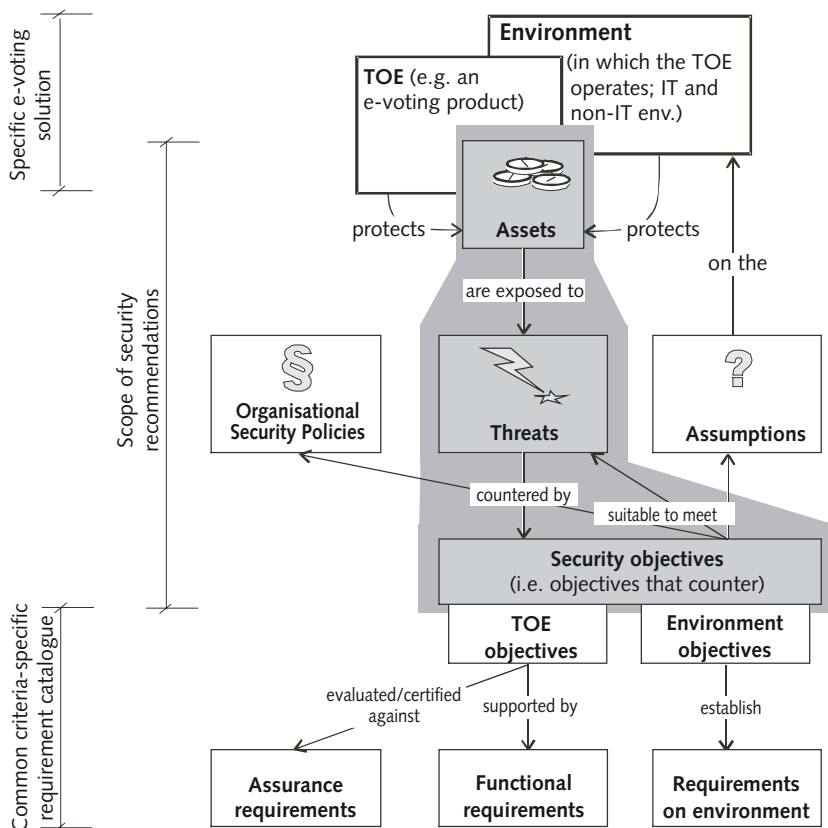 Specific e-voting
solution
Environment
(in which the TOE
operates; IT and
non-IT env.)
TOE (e.g. an
e-voting product)
protects
Assets
protects
on the
are exposed to
Scope of security
recommendations
§
Organisational
Security Policies
Threats
?
Assumptions
countered by
suitable to meet
Security objectives
(i.e. objectives that counter)
TOE
objectives
Environment
objectives
Common criteria-specific
requirement catalogue
evaluated/certified
against
supported by
establish
Assurance
requirements
Functional
requirements
Requirements
on environment